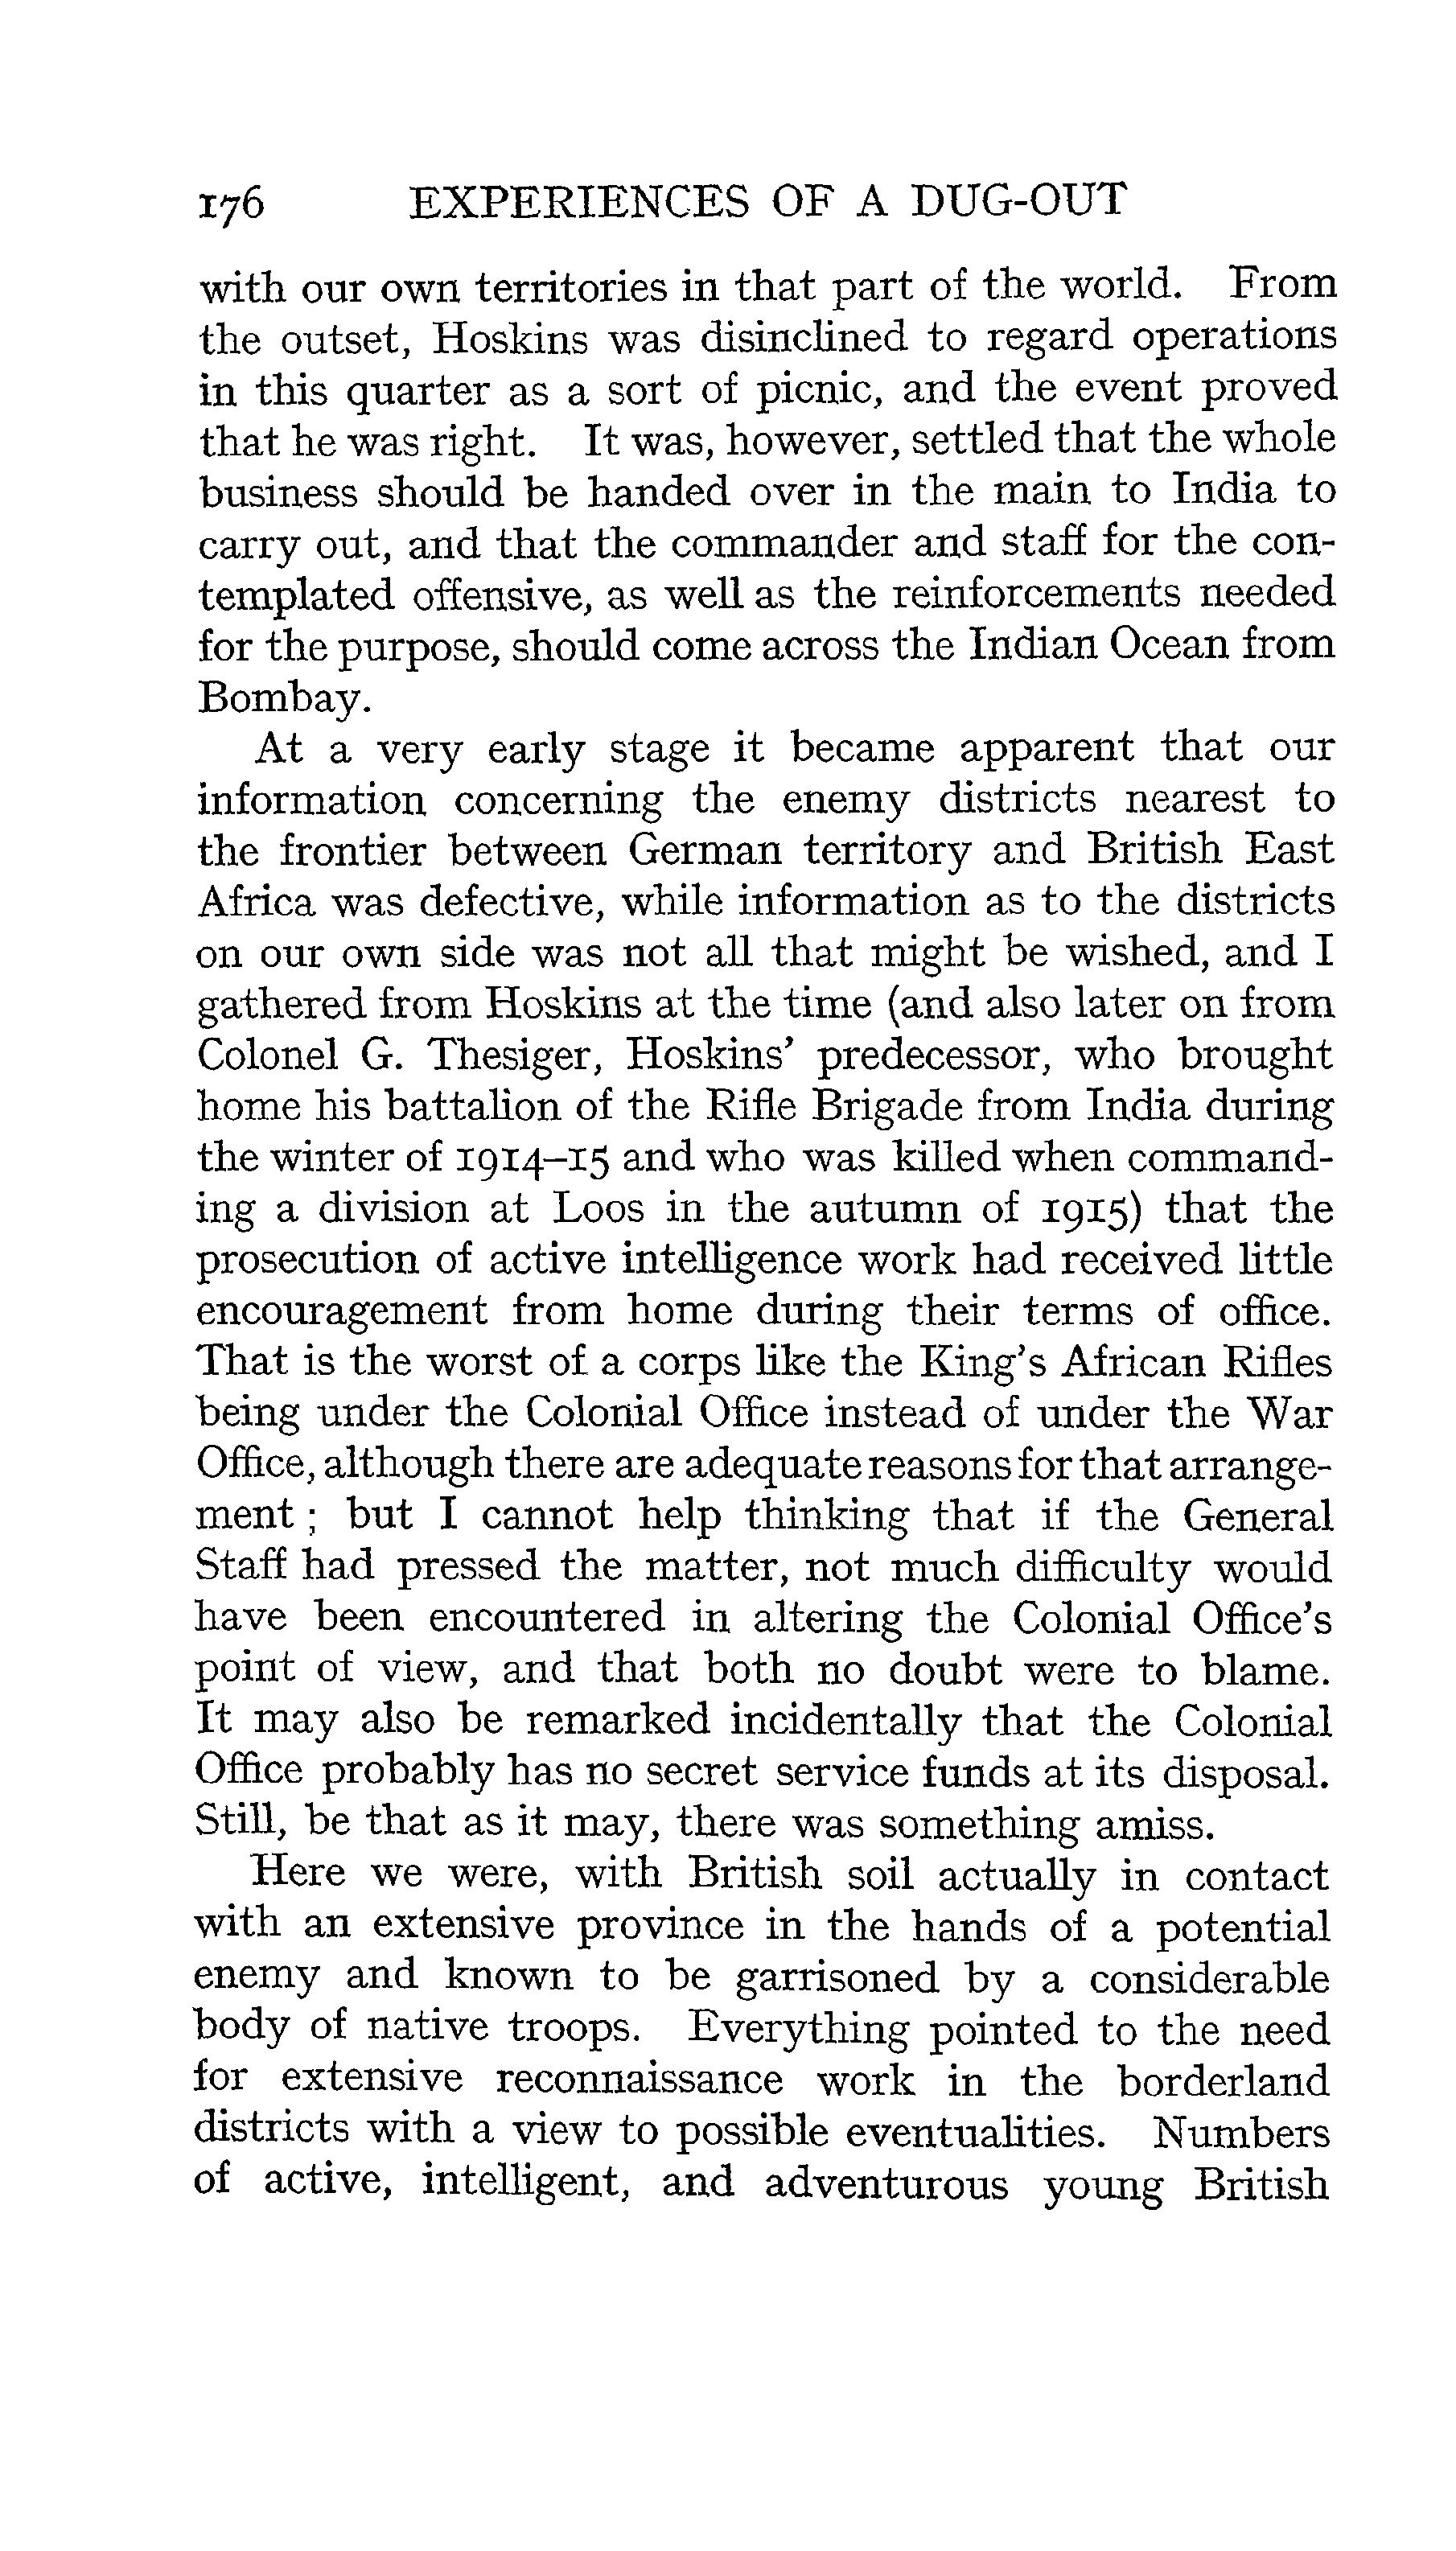 176 EXPERIENCES OF A DUG-OUT
with our own territories in that part of the world. From
the outset, Hoskins was disinclined to regard operations
in this quarter as a sort of picnic, and the event proved
that he was right. It was, however, settled that the whole
business should be handed over in the main to India to
carry out, and that the commander and staff for the con-
templated offensive, as well as the reinforcements needed
for the purpose, should come across the Indian Ocean from
Bombay.
At a very early stage it became apparent that our
information concerning the enemy districts nearest to
the frontier between German territory and British East
Africa was defective, while information as to the districts
on our own side was not all that might be wished, and I
gathered from Hoskins at the time (and also later on from
Colonel G. Thesiger, Hoskins' predecessor, who brought
home his battalion of the Rifle Brigade from India during
the winter of 1914–15 and who was killed when command-
ing a division at Loos in the autumn of 1915) that the
prosecution of active intelligence work had received little
encouragement from home during their terms of office.
That is the worst of a corps like the King's African Rifles
being under the Colonial Office instead of under the War
Office, although there are adequate reasons for that arrange-
ment ; but I cannot help thinking that if the General
Staff had pressed the matter, not much difficulty would
have been encountered in altering the Colonial Office's
point of view, and that both no doubt were to blame.
It may also be remarked incidentally that the Colonial
Office probably has no secret service funds at its disposal.
Still, be that as it may, there was something amiss.
Here we were, with British soil actually in contact
with an extensive province in the hands of a potential
enemy and known to be garrisoned by a considerable
body of native troops. Everything pointed to the need
for extensive reconnaissance work in the borderland
districts with a view to possible eventualities. Numbers
of active, intelligent, and adventurous young British